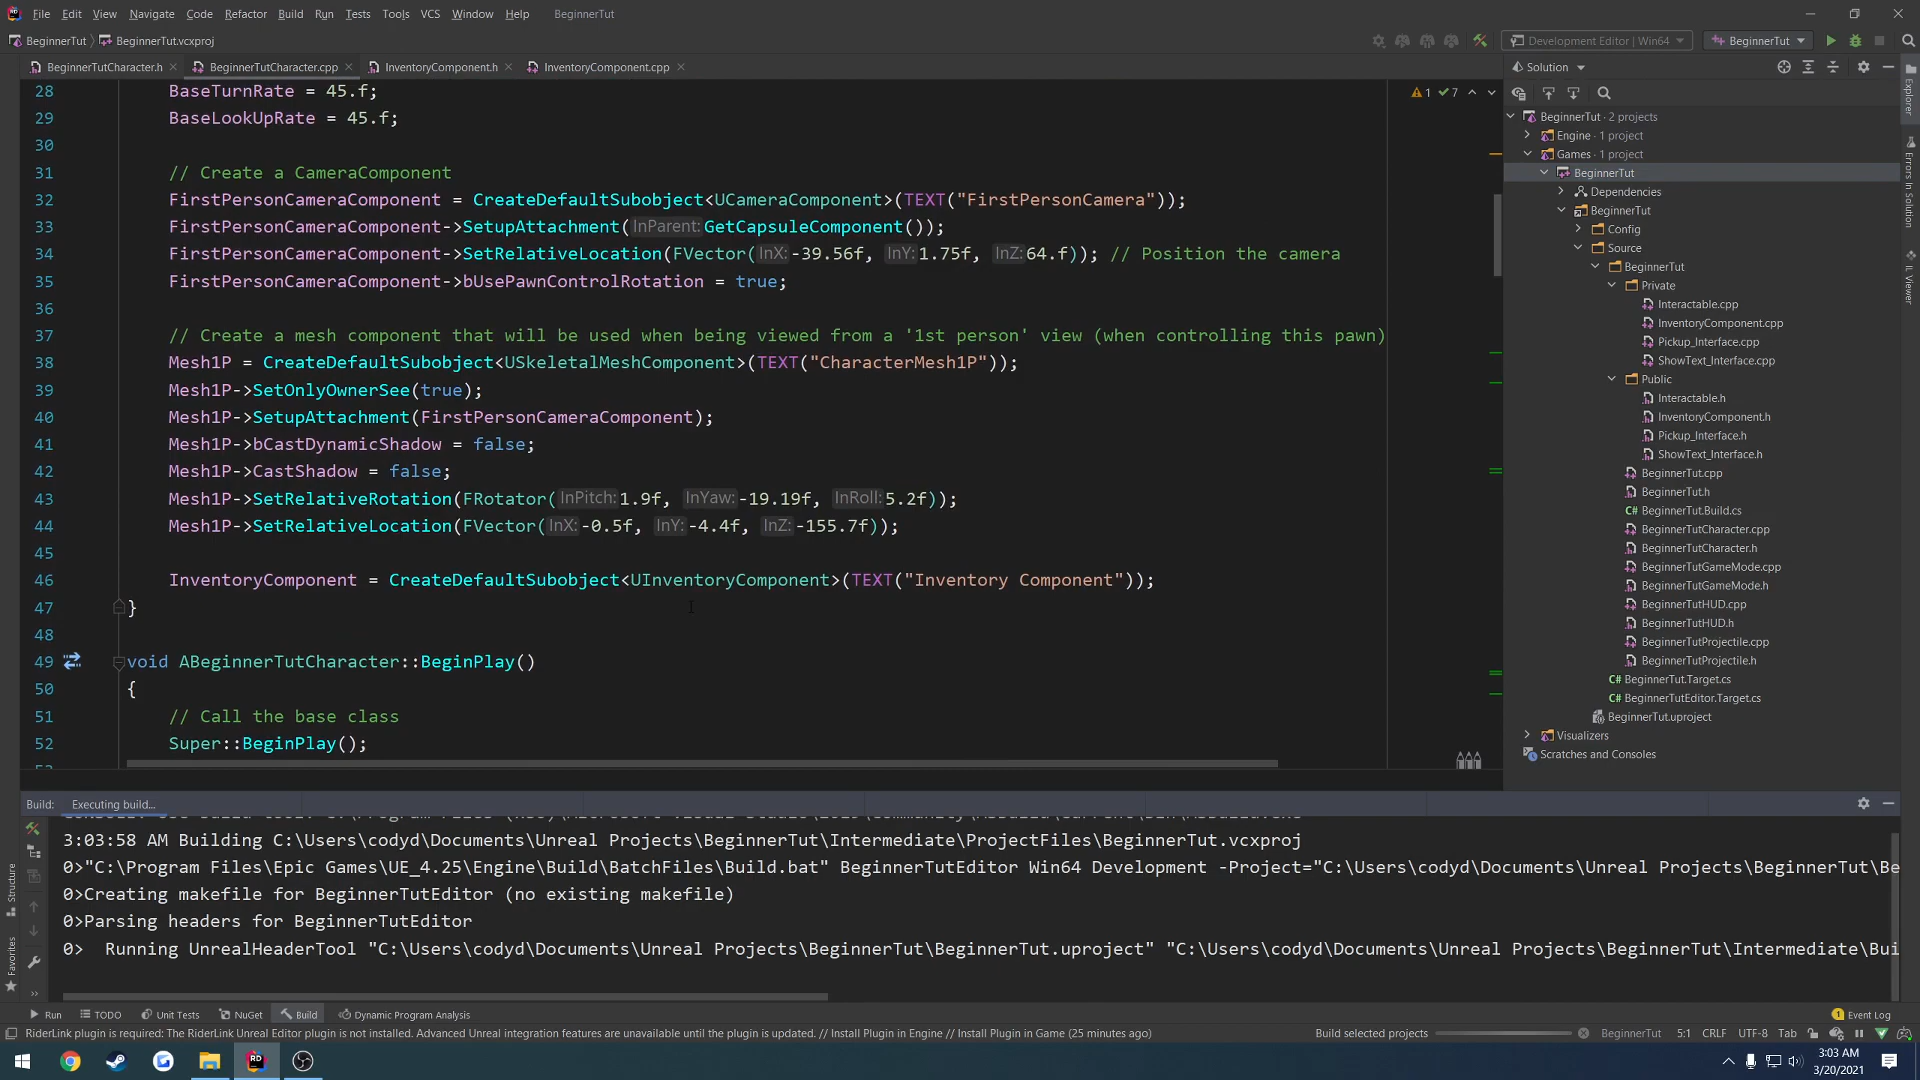 File Edit View Navigate Code Refactor Build Run Tests Tools VCS Window Help BeginnerTut
BeginnerTut BeginnerTut.vcxproj
Development Editor | Win64 BeginnerTut
BeginnerTutCharacter.h BeginnerTutCharacter.cpp InventoryComponent.h InventoryComponent.cpp
28 BaseTurnRate = 45.f;
29 BaseLookUpRate = 45.f;
30
31 // Create a CameraComponent
32 FirstPersonCameraComponent = CreateDefaultSubobject<UCameraComponent>(TEXT("FirstPersonCamera"));
33 FirstPersonCameraComponent->SetupAttachment(InParent:GetCapsuleComponent());
34 FirstPersonCameraComponent->SetRelativeLocation(FVector(InX:-39.56f, InY:1.75f, InZ:64.f)); // Position the camera
35 FirstPersonCameraComponent->bUsePawnControlRotation = true;
36
37 // Create a mesh component that will be used when being viewed from a '1st person' view (when controlling this pawn)
38 Mesh1P = CreateDefaultSubobject<USkeletalMeshComponent>(TEXT("CharacterMesh1P"));
39 Mesh1P->SetOnlyOwnerSee(true);
40 Mesh1P->SetupAttachment(FirstPersonCameraComponent);
41 Mesh1P->bCastDynamicShadow = false;
42 Mesh1P->CastShadow = false;
43 Mesh1P->SetRelativeRotation(FRotator(InPitch:1.9f, InYaw:-19.19f, InRoll:5.2f));
44 Mesh1P->SetRelativeLocation(FVector(InX:-0.5f, InY:-4.4f, InZ:-155.7f));
45
46 InventoryComponent = CreateDefaultSubobject<UInventoryComponent>(TEXT("Inventory Component"));
47 }
48
49 void ABeginnerTutCharacter::BeginPlay()
50 {
51 // Call the base class
52 Super::BeginPlay();
1 7
Solution
BeginnerTut · 2 projects
Engine · 1 project
Games · 1 project
BeginnerTut
Dependencies
BeginnerTut
Config
Source
BeginnerTut
Private
Interactable.cpp
InventoryComponent.cpp
Pickup_Interface.cpp
ShowText_Interface.cpp
Public
Interactable.h
InventoryComponent.h
Pickup_Interface.h
ShowText_Interface.h
BeginnerTut.cpp
BeginnerTut.h
BeginnerTut.Build.cs
BeginnerTutCharacter.cpp
BeginnerTutCharacter.h
BeginnerTutGameMode.cpp
BeginnerTutGameMode.h
BeginnerTutHUD.cpp
BeginnerTutHUD.h
BeginnerTutProjectile.cpp
BeginnerTutProjectile.h
BeginnerTut.Target.cs
BeginnerTutEditor.Target.cs
BeginnerTut.uproject
Visualizers
Scratches and Consoles
Explorer
Errors In Solution
IL Viewer
Build: Executing build...
3:03:58 AM Building C:\Users\codyd\Documents\Unreal Projects\BeginnerTut\Intermediate\ProjectFiles\BeginnerTut.vcxproj
0>"C:\Program Files\Epic Games\UE_4.25\Engine\Build\BatchFiles\Build.bat" BeginnerTutEditor Win64 Development -Project="C:\Users\codyd\Documents\Unreal Projects\BeginnerTut\Be
0>Creating makefile for BeginnerTutEditor (no existing makefile)
0>Parsing headers for BeginnerTutEditor
0> Running UnrealHeaderTool "C:\Users\codyd\Documents\Unreal Projects\BeginnerTut\BeginnerTut.uproject" "C:\Users\codyd\Documents\Unreal Projects\BeginnerTut\Intermediate\Bui
Structure
Favorites
Run TODO Unit Tests NuGet Build Dynamic Program Analysis Event Log
RiderLink plugin is required: The RiderLink Unreal Editor plugin is not installed. Advanced Unreal integration features are unavailable until the plugin is updated. // Install Plugin in Engine // Install Plugin in Game (25 minutes ago) Build selected projects BeginnerTut 5:1 CRLF UTF-8 Tab
3:03 AM
3/20/2021